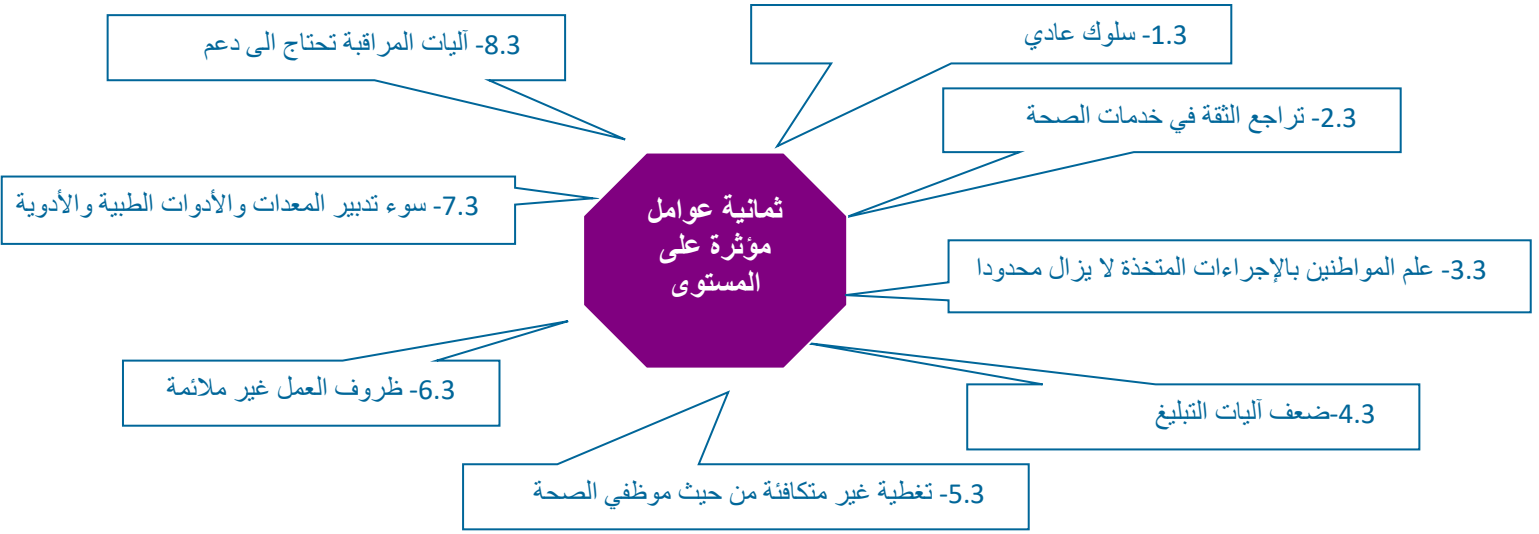 ثمانية عوامل
مؤثرة على
المستوى
1.3- سلوك عادي
2.3- تراجع الثقة في خدمات الصحة
3.3- علم المواطنين بالإجراءات المتخذة لا يزال محدودا
4.3-ضعف آليات التبليغ
5.3- تغطية غير متكافئة من حيث موظفي الصحة
6.3- ظروف العمل غير ملائمة
7.3- سوء تدبير المعدات والأدوات الطبية والأدوية
8.3- آليات المراقبة تحتاج الى دعم